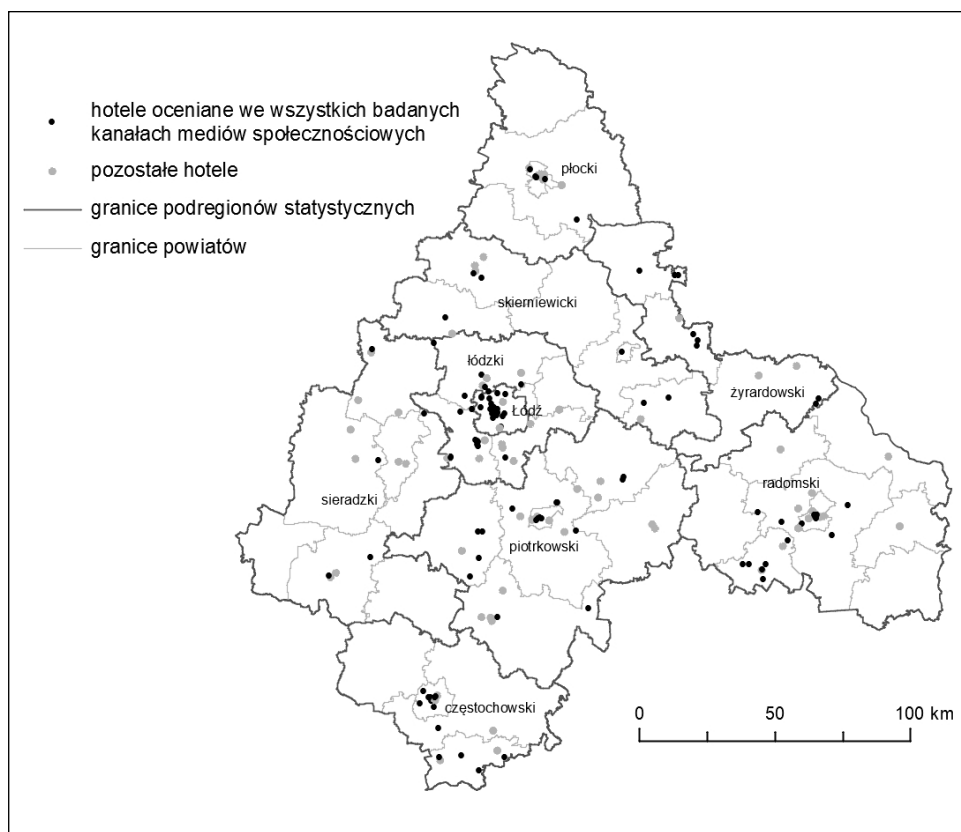 hotele oceniane we wszystkich badanych
kanałach mediów społecznościowych
pozostałe hotele
granice podregionów statystycznych
granice powiatów
płocki
skierniewicki
łódzki
Łódź
żyrardowski
sieradzki
radomski
piotrkowski
częstochowski
0 50 100 km